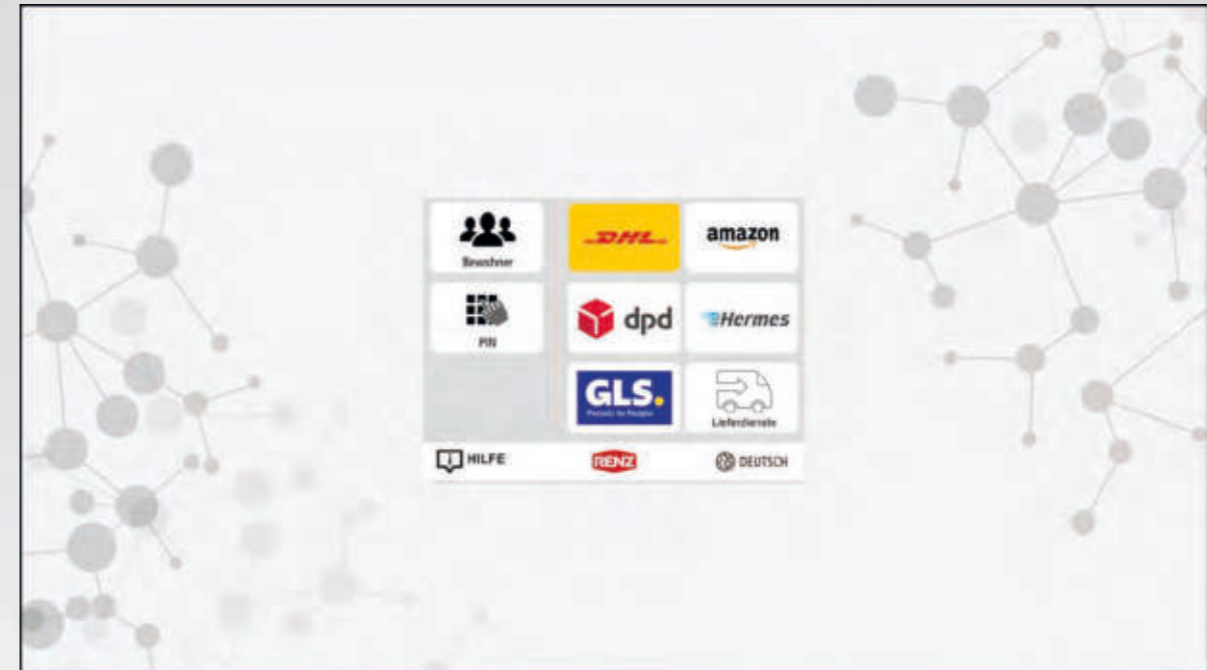 Bewohner
DHL
amazon
PIN
dpd
Hermes
GLS.
Lieferdienste
HILFE
RENZ
DEUTSCH